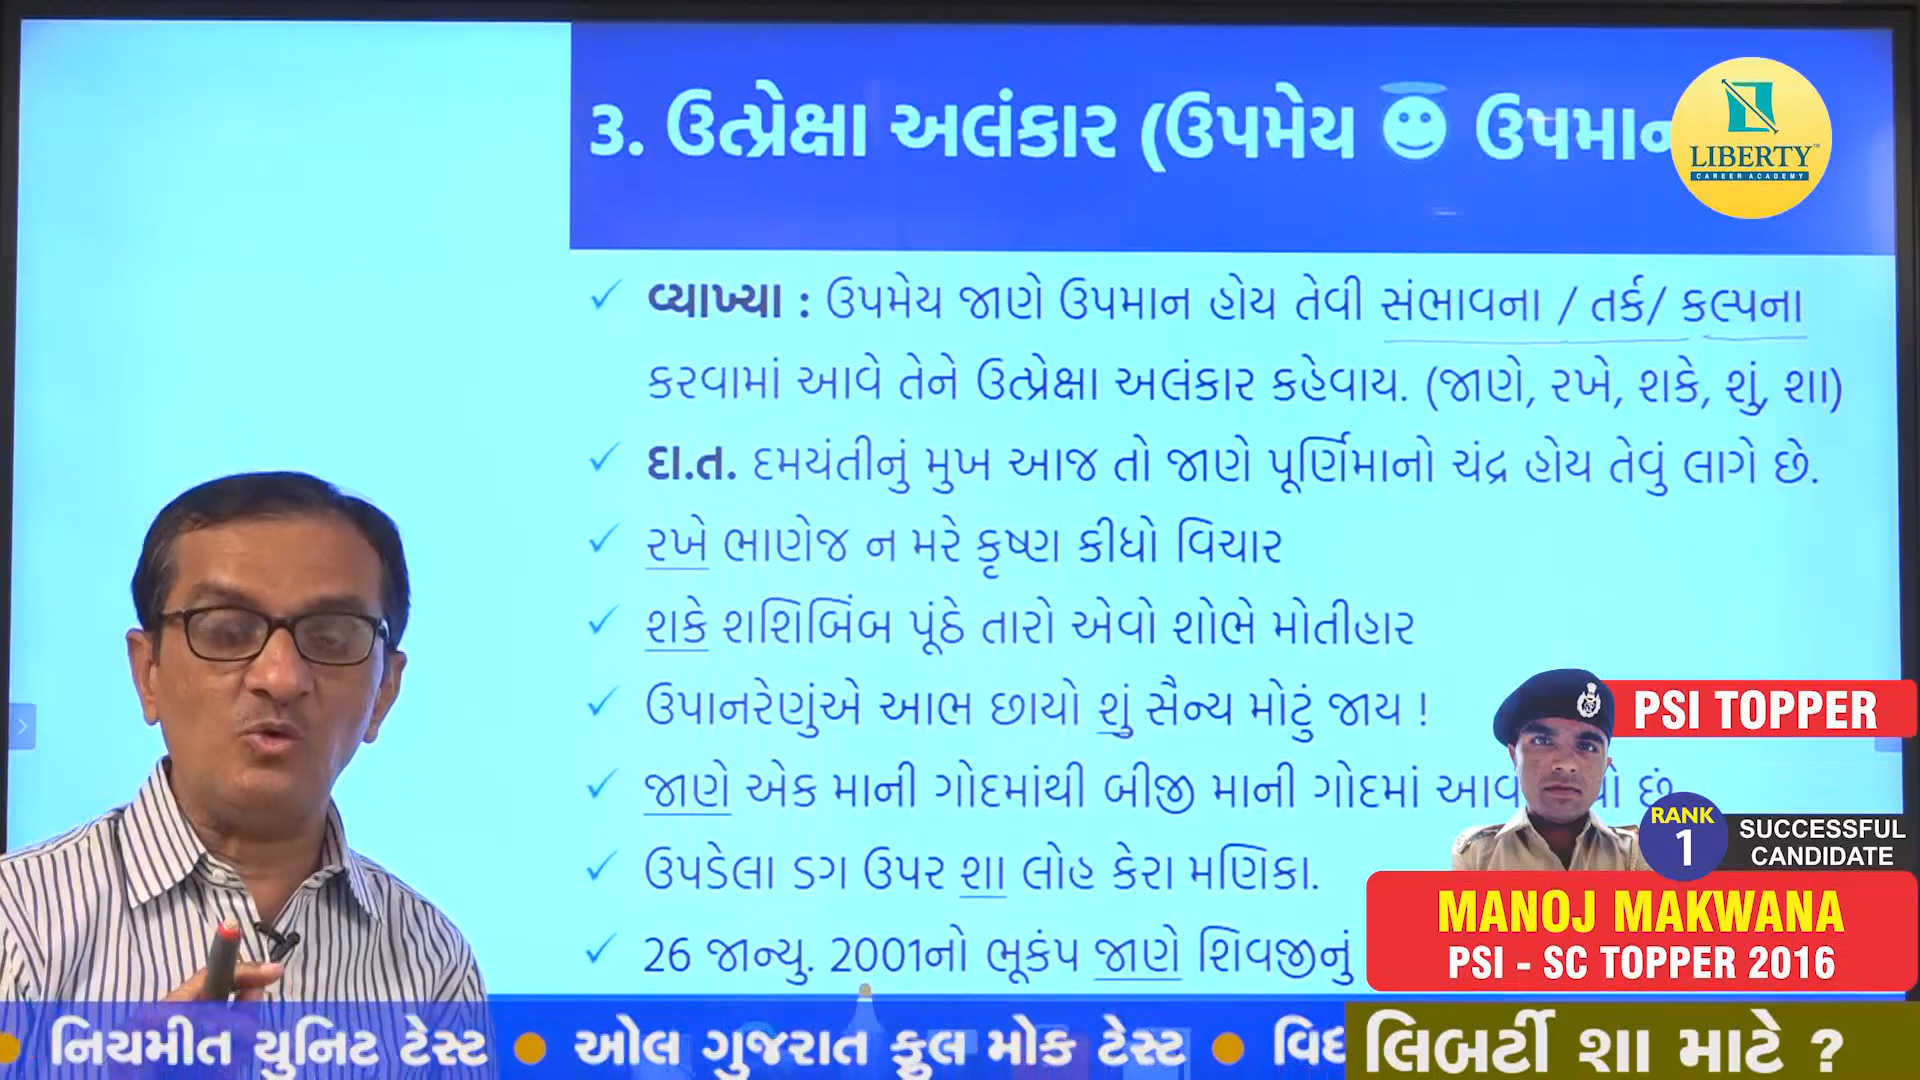 ૩. ઉત્પ્રેક્ષા અલંકાર (ઉપમેય ઉપમાન
LIBERTY
CAREER ACADEMY
વ્યાખ્યા : ઉપમેય જાણે ઉપમાન હોય તેવી સંભાવના / તર્ક/ કલ્પના
કરવામાં આવે તેને ઉત્પ્રેક્ષા અલંકાર કહેવાય. (જાણે, રખે, શકે, શું, શા)
દા.ત. દમયંતીનું મુખ આજ તો જાણે પૂર્ણિમાનો ચંદ્ર હોય તેવું લાગે છે.
રખે ભાણેજ ન મરે કૃષ્ણ કીધો વિચાર
શકે શશિબિંબ પૂંઠે તારો એવો શોભે મોતીહાર
ઉપાનરેણુંએ આભ છાયો શું સૈન્ય મોટું જાય !
જાણે એક માની ગોદમાંથી બીજી માની ગોદમાં છું
ઉપડેલા ડગ ઉપર શા લોહ કેરા મણિકા.
26 જાન્યુ. 2001નો ભૂકંપ જાણે શિવજીનું
PSI TOPPER
RANK
1
SUCCESSFUL
CANDIDATE
MANOJ MAKWANA
PSI - SC TOPPER 2016
નિયમીત યુનિટ ટેસ્ટ ઓલ ગુજરાત ફુલ મોક ટેસ્ટ
લિબર્ટી શા માટે ?